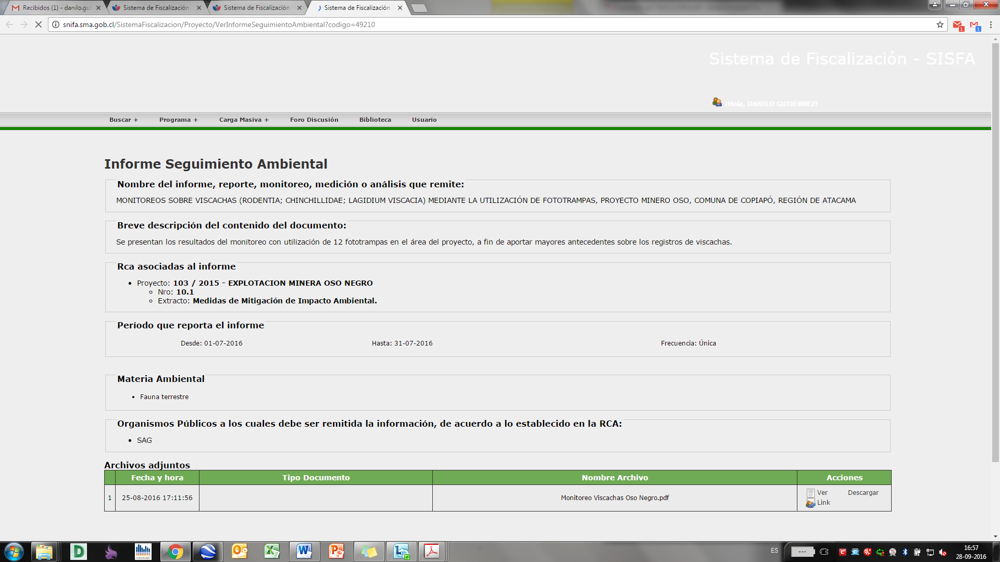 Recibidos (1) - danilo.gut
Sistema de Fiscalización
Sistema de Fiscalización
Sistema de Fiscalización
snifa.sma.gob.cl/SistemaFiscalizacion/Proyecto/VerInformeSeguimientoAmbiental?codigo=49210
1
1
Sistema de Fiscalización - SISFA
¡Hola, DANILO GUTIÉRREZ!
Buscar + Programa + Carga Masiva + Foro Discusión Biblioteca Usuario
Informe Seguimiento Ambiental
Nombre del informe, reporte, monitoreo, medición o análisis que remite:
MONITOREOS SOBRE VISCACHAS (RODENTIA; CHINCHILLIDAE; LAGIDIUM VISCACIA) MEDIANTE LA UTILIZACIÓN DE FOTOTRAMPAS, PROYECTO MINERO OSO, COMUNA DE COPIAPÓ, REGIÓN DE ATACAMA
Breve descripción del contenido del documento:
Se presentan los resultados del monitoreo con utilización de 12 fototrampas en el área del proyecto, a fin de aportar mayores antecedentes sobre los registros de viscachas.
Rca asociadas al informe
Proyecto: 103 / 2015 - EXPLOTACION MINERA OSO NEGRO
Nro: 10.1
Extracto: Medidas de Mitigación de Impacto Ambiental.
Período que reporta el informe
Desde: 01-07-2016 Hasta: 31-07-2016 Frecuencia: Única
Materia Ambiental
Fauna terrestre
Organismos Públicos a los cuales debe ser remitida la información, de acuerdo a lo establecido en la RCA:
SAG
Archivos adjuntos
Fecha y hora Tipo Documento Nombre Archivo Acciones
1 25-08-2016 17:11:56 Monitoreo Viscachas Oso Negro.pdf Ver Descargar
Link
ES
---
16:57
28-09-2016